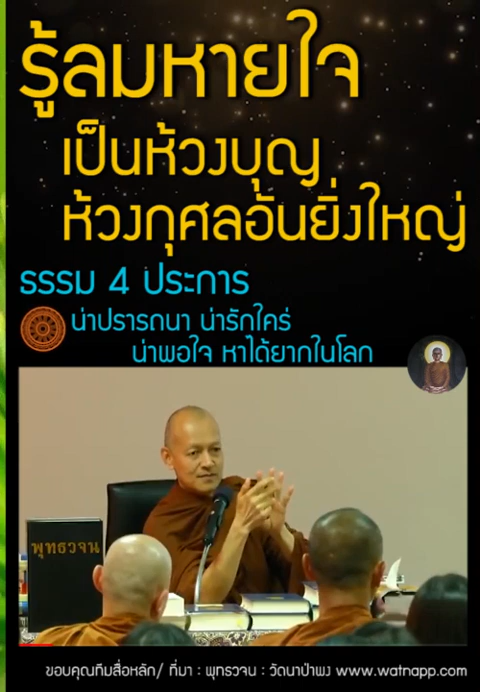 รู้ลมหายใจ
เป็นห้วงบุญ
ห้วงกุศลอันยิ่งใหญ่
ธรรม 4 ประการ
น่าปรารถนา น่ารักใคร่
น่าพอใจ หาได้ยากในโลก
พุทธวจน
ขอบคุณทีมสื่อหลัก/ ที่มา : พุทธวจน : วัดนาป่าพง www.watnapp.com